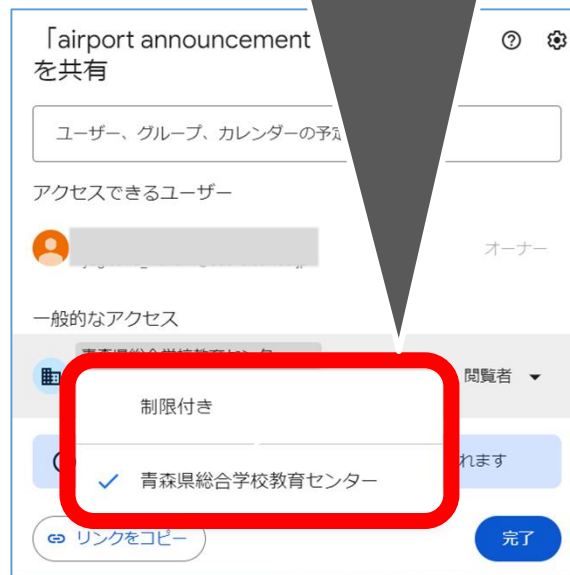 「airport announcement
を共有
ユーザー、グループ、カレンダーの予定
アクセスできるユーザー
オーナー
一般的なアクセス
閲覧者
制限付き
青森県総合学校教育センター
れます
リンクをコピー
完了